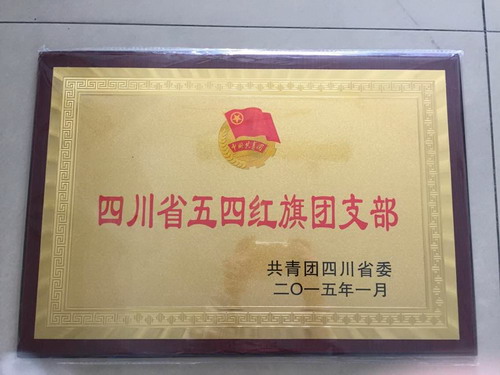 四川省五四红旗团支部
共青团四川省委
二〇一五年一月